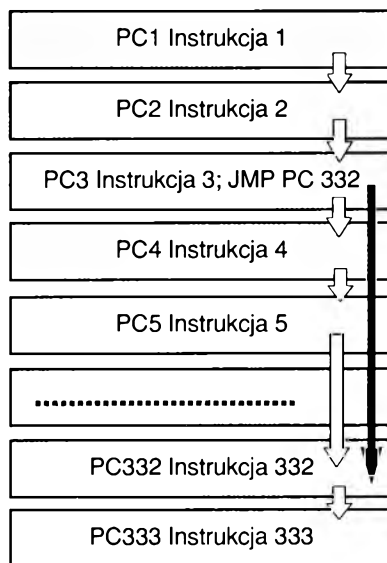 PC1 Instrukcja 1
PC2 Instrukcja 2
PC3 Instrukcja 3; JMP PC 332
PC4 Instrukcja 4
PC5 Instrukcja 5
................................
PC332 Instrukcja 332
PC333 Instrukcja 333